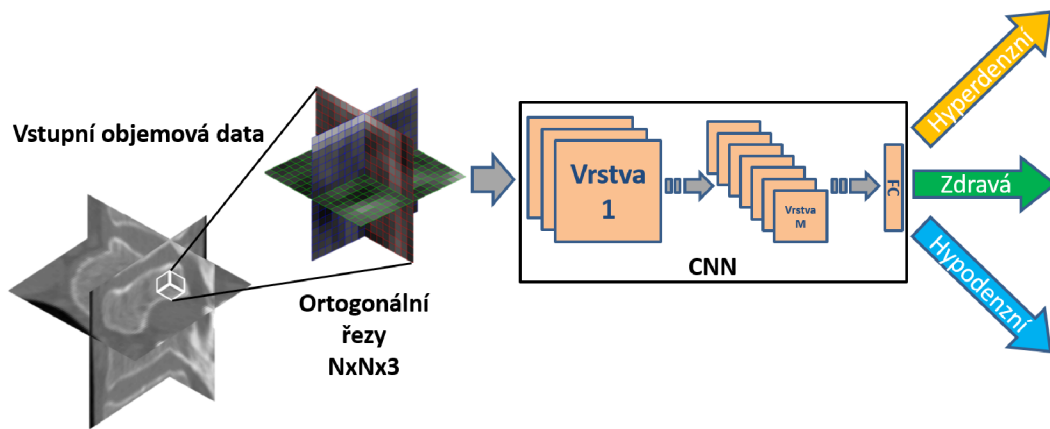 Vstupní objemová data
Ortogonální
řezy
NxNx3
Vrstva
1
Vrstva
M
FC
CNN
Hyperdenzní
Zdravá
Hypodenzní